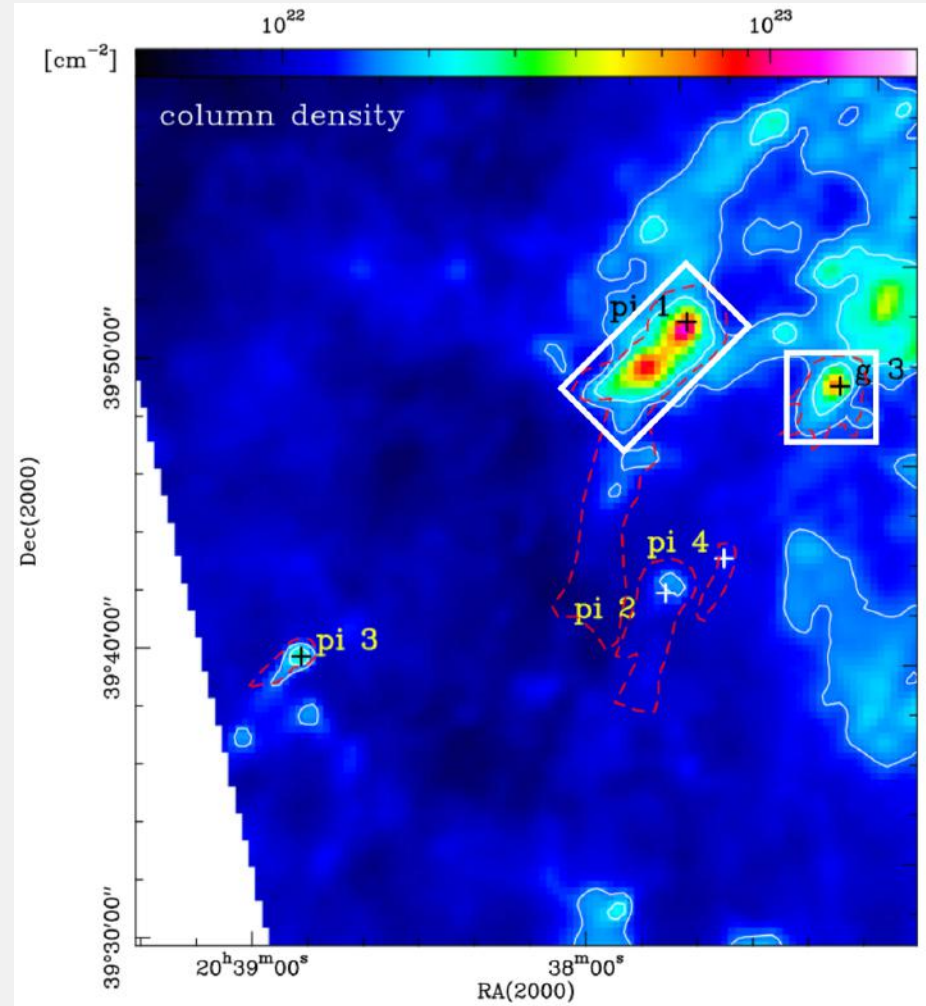 10²² 10²³
[cm⁻²]
column density
pi 1
g 3
39°50′00″
Dec(2000)
pi 4
pi 2
pi 3
39°40′00″
39°30′00″
20ʰ39ᵐ00ˢ 38ᵐ00ˢ
RA(2000)